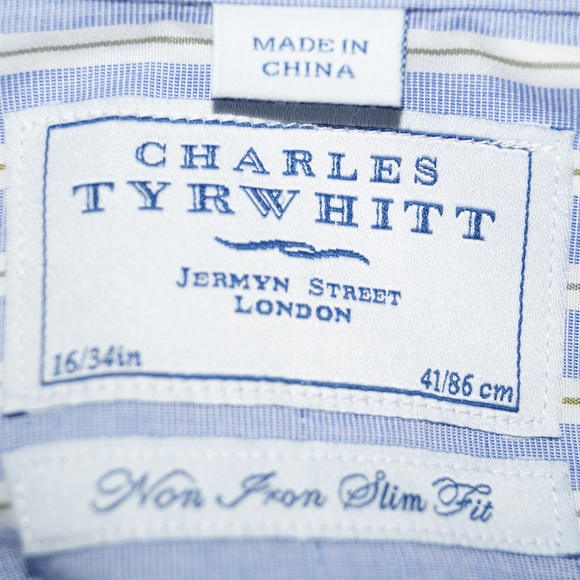 MADE IN
CHINA
CHARLES
TYRWHITT
JERMYN STREET
LONDON
16/34in
41/86 cm
Non Iron Slim Fit